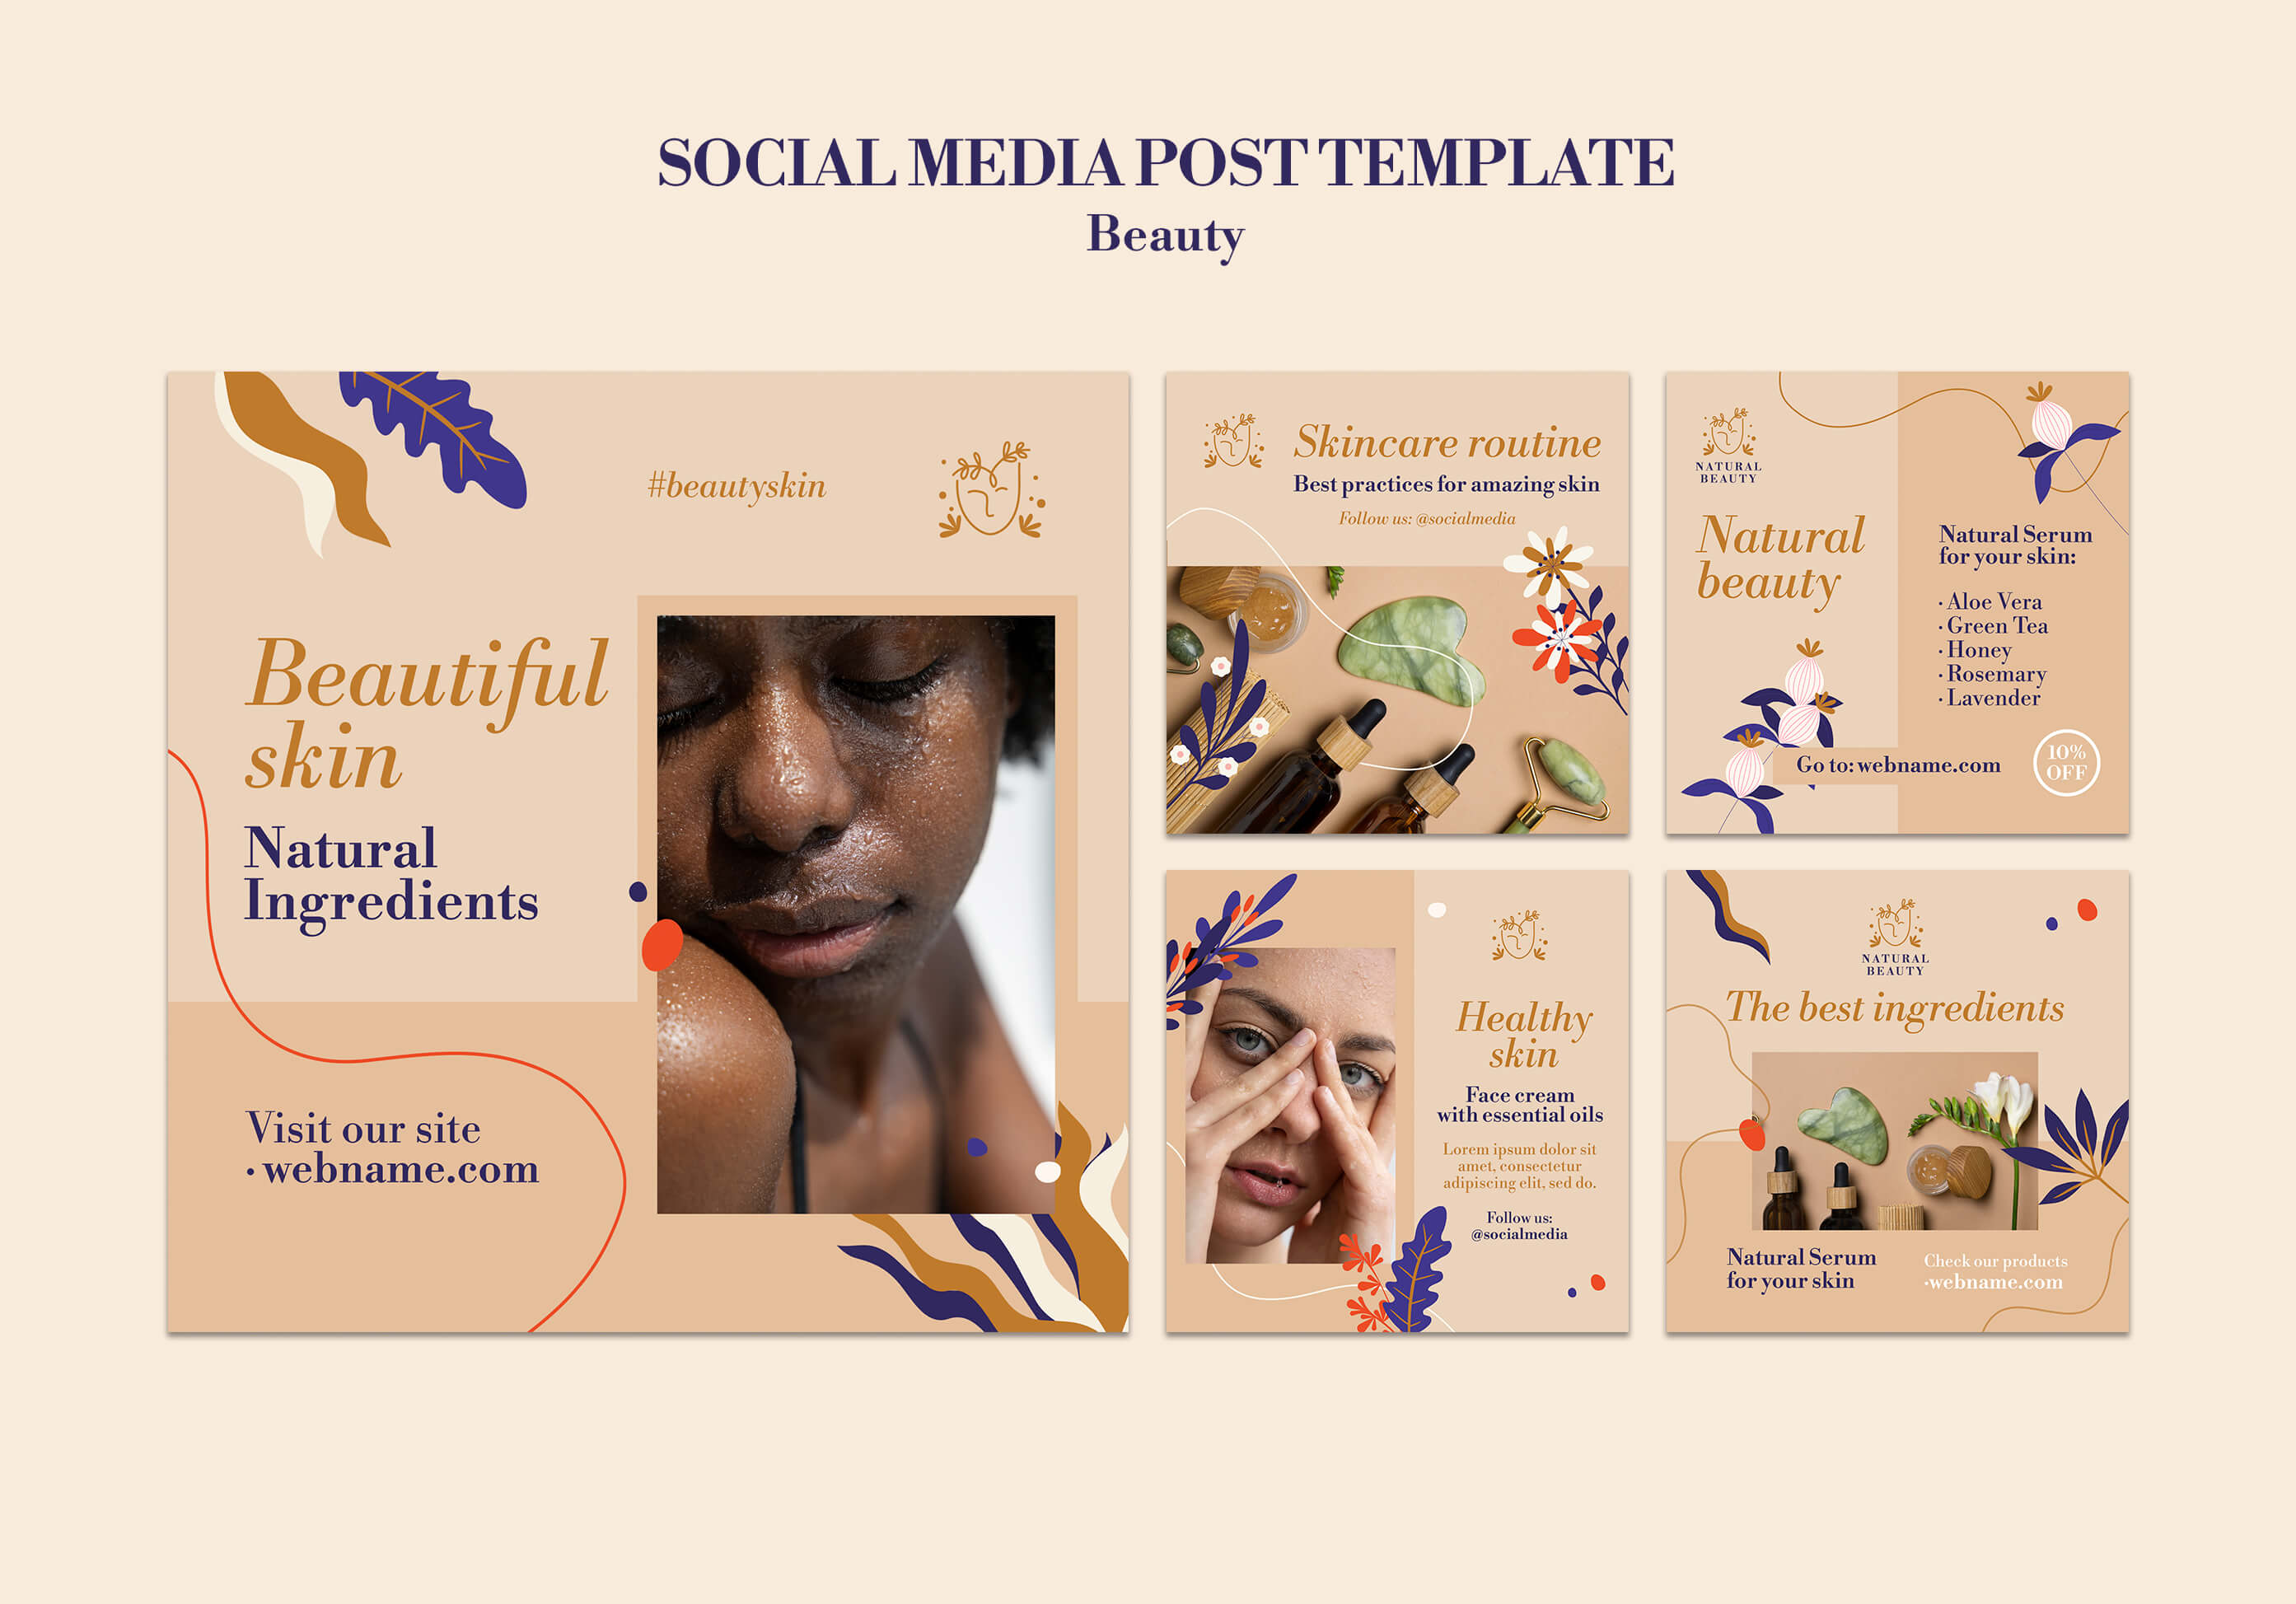 SOCIAL MEDIA POST TEMPLATE
Beauty
#beautyskin
Beautiful
skin
Natural
Ingredients
Visit our site
· webname.com
Skincare routine
Best practices for amazing skin
Follow us: @socialmedia
NATURAL
BEAUTY
Natural
beauty
Natural Serum
for your skin:
· Aloe Vera
· Green Tea
· Honey
· Rosemary
· Lavender
Go to: webname.com
10%
OFF
Healthy
skin
Face cream
with essential oils
Lorem ipsum dolor sit
amet, consectetur
adipiscing elit, sed do.
Follow us:
@socialmedia
NATURAL
BEAUTY
The best ingredients
Natural Serum
for your skin
Check our products
·webname.com